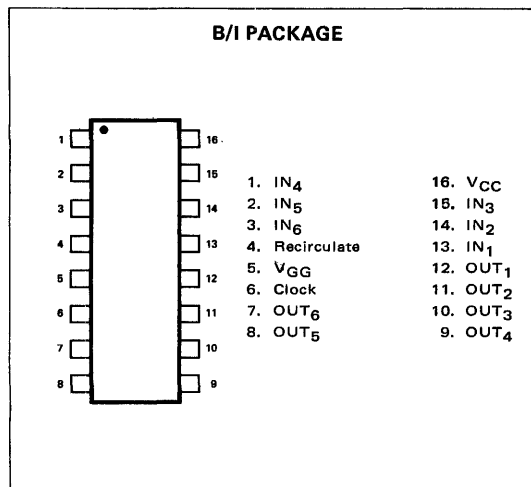 B/I PACKAGE
1 16
2 15
3 14
4 13
5 12
6 11
7 10
8 9
1. IN4 16. VCC
2. IN5 15. IN3
3. IN6 14. IN2
4. Recirculate 13. IN1
5. VGG 12. OUT1
6. Clock 11. OUT2
7. OUT6 10. OUT3
8. OUT5 9. OUT4